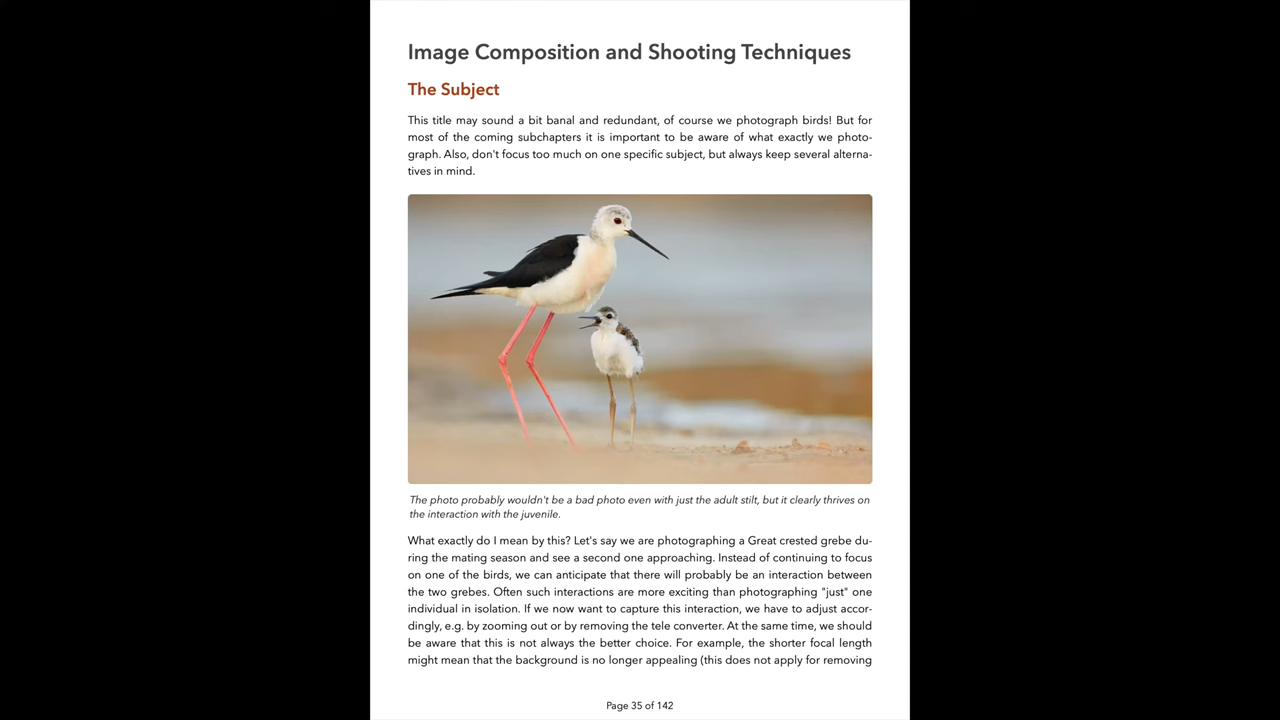 Image Composition and Shooting Techniques
The Subject
This title may sound a bit banal and redundant, of course we photograph birds! But for
most of the coming subchapters it is important to be aware of what exactly we photo-
graph. Also, don't focus too much on one specific subject, but always keep several alterna-
tives in mind.
The photo probably wouldn't be a bad photo even with just the adult stilt, but it clearly thrives on
the interaction with the juvenile.
What exactly do I mean by this? Let's say we are photographing a Great crested grebe du-
ring the mating season and see a second one approaching. Instead of continuing to focus
on one of the birds, we can anticipate that there will probably be an interaction between
the two grebes. Often such interactions are more exciting than photographing "just" one
individual in isolation. If we now want to capture this interaction, we have to adjust accor-
dingly, e.g. by zooming out or by removing the tele converter. At the same time, we should
be aware that this is not always the better choice. For example, the shorter focal length
might mean that the background is no longer appealing (this does not apply for removing
Page 35 of 142